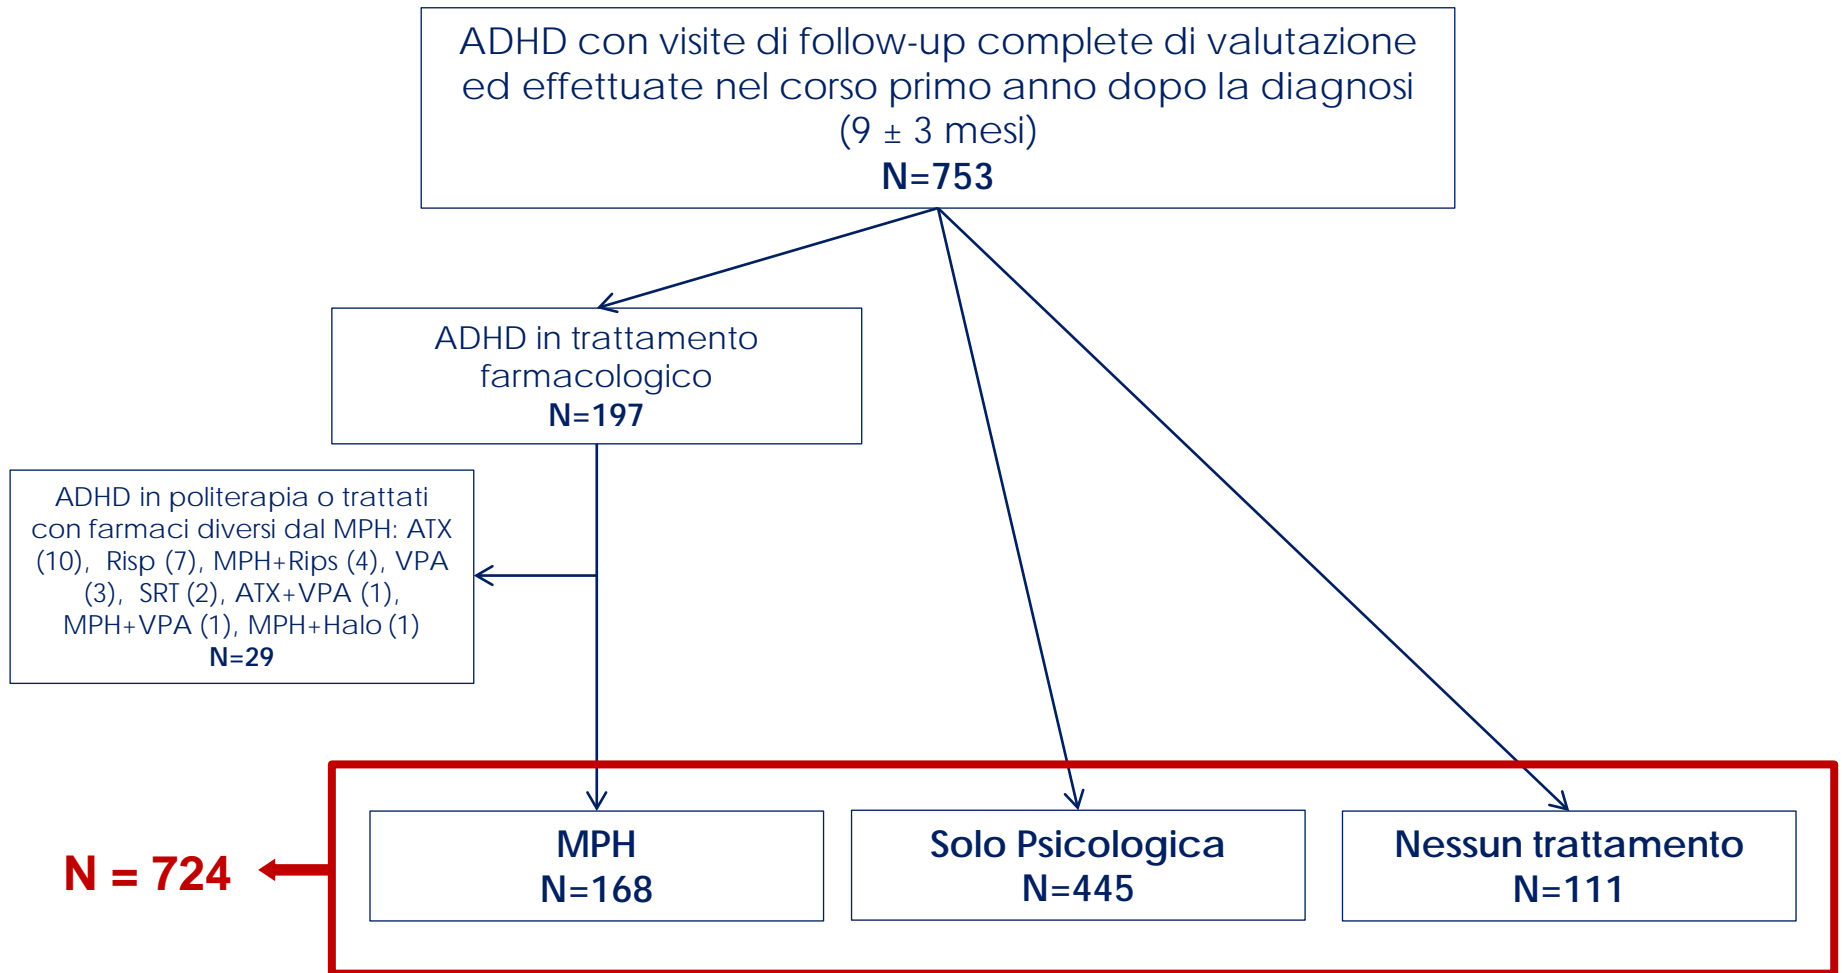 ADHD con visite di follow-up complete di valutazione
ed effettuate nel corso primo anno dopo la diagnosi
(9 ± 3 mesi)
N=753
ADHD in trattamento
farmacologico
N=197
ADHD in politerapia o trattati
con farmaci diversi dal MPH: ATX
(10), Risp (7), MPH+Rips (4), VPA
(3), SRT (2), ATX+VPA (1),
MPH+VPA (1), MPH+Halo (1)
N=29
N = 724
MPH
N=168
Solo Psicologica
N=445
Nessun trattamento
N=111